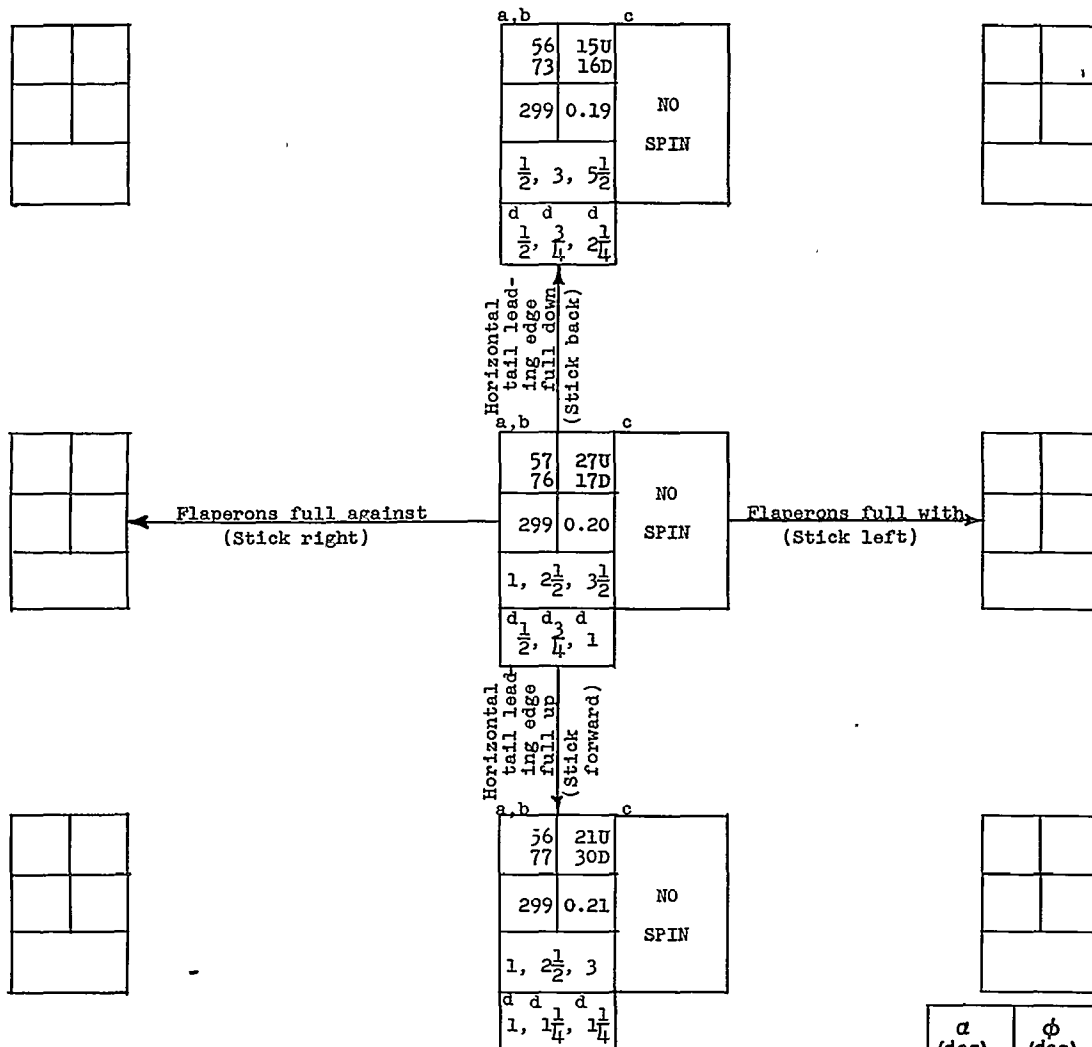 a,b c
56 15U
73 16D
299 0.19
NO
SPIN
1/2, 3, 5 1/2
d d d
1/2, 3/4, 2 1/4
Horizontal
tail lead-
ing edge
full down
(Stick back)
a,b c
57 27U
76 17D
299 0.20
NO
SPIN
1, 2 1/2, 3 1/2
d d d
1/2, 3/4, 1
Flaperons full against
(Stick right)
Flaperons full with
(Stick left)
Horizontal
tail lead
ing edge
full up
(Stick
forward)
a,b c
56 21U
77 30D
299 0.21
NO
SPIN
1, 2 1/2, 3
d d d
1, 1 1/4, 1 1/4
α φ